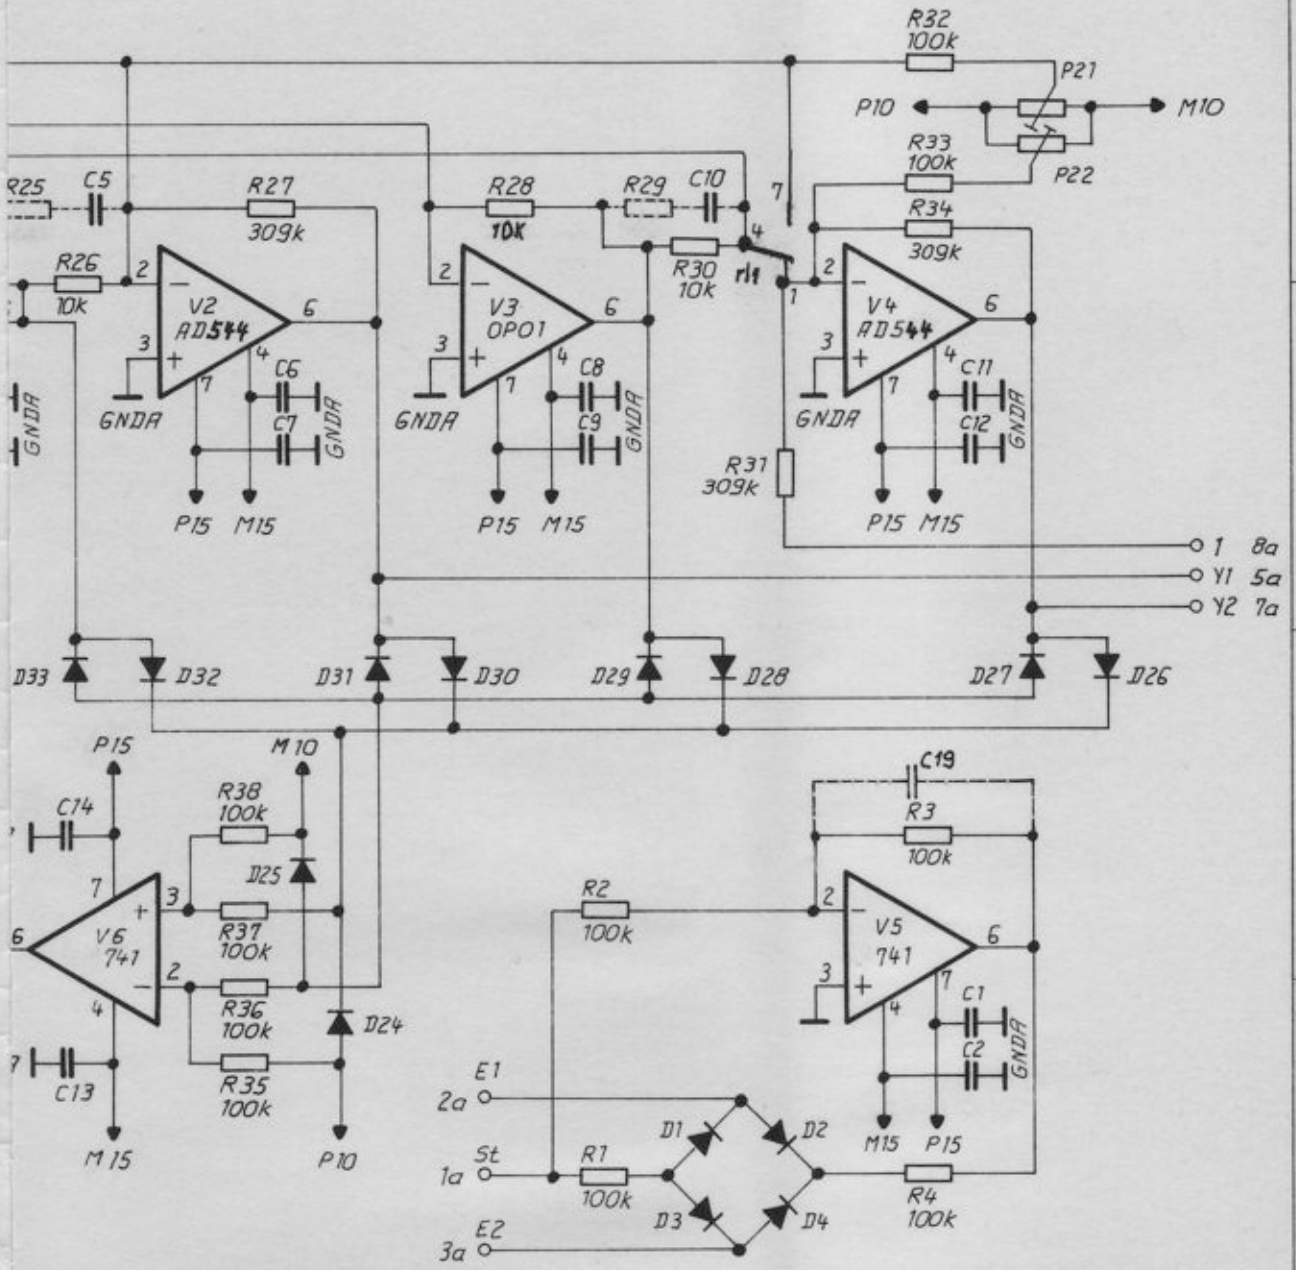 R32
100k
P21
P10
M10
R33
100k
P22
R25
C5
R27
309k
R28
10K
R29
C10
7
4
R34
309k
R26
10k
2
V2
AD544
6
3
4
7
GNDA
C6
C7
GNDA
GNDA
P15
M15
2
V3
OP01
6
3
4
7
GNDA
C8
C9
GNDA
P15
M15
R30
10k
r11
1
2
V4
AD544
6
3
4
7
GNDA
C11
C12
GNDA
P15
M15
R31
309k
1 8a
Y1 5a
Y2 7a
D33
D32
D31
D30
D29
D28
D27
D26
P15
M10
C14
R38
100k
D25
7
3
V6
741
6
R37
100k
2
4
R36
100k
D24
C13
R35
100k
M15
P10
C19
R3
100k
R2
100k
2
V5
741
6
3
7
4
C1
C2
GNDA
M15
P15
E1
2a
St
1a
R1
100k
D1
D2
D3
D4
R4
100k
E2
3a